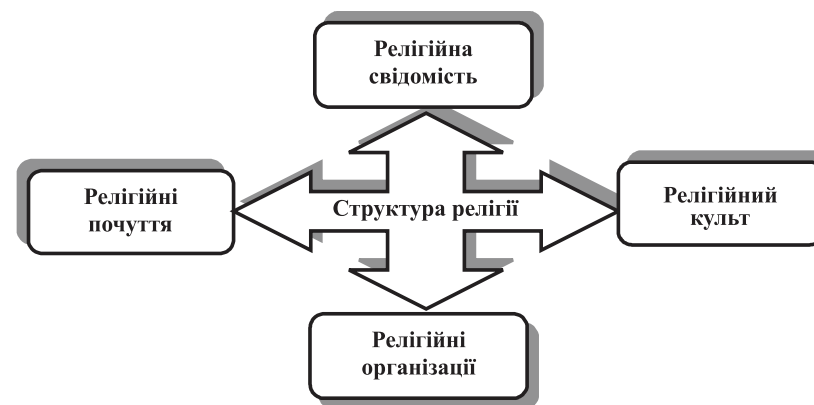 Релігійна
свідомість
Релігійні
почуття
Структура релігії
Релігійний
культ
Релігійні
організації